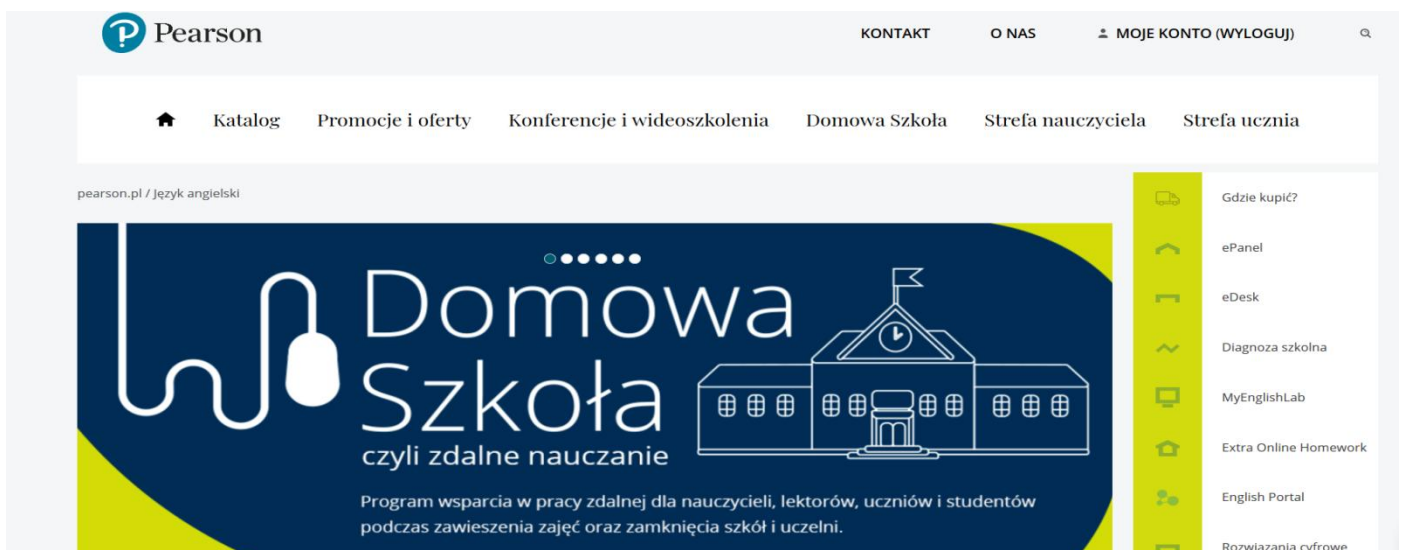 Pearson
KONTAKT O NAS MOJE KONTO (WYLOGUJ)
Katalog Promocje i oferty Konferencje i wideoszkolenia Domowa Szkoła Strefa nauczyciela Strefa ucznia
pearson.pl / Język angielski
Domowa
Szkoła
czyli zdalne nauczanie
Program wsparcia w pracy zdalnej dla nauczycieli, lektorów, uczniów i studentów
podczas zawieszenia zajęć oraz zamknięcia szkół i uczelni.
Gdzie kupić?
ePanel
eDesk
Diagnoza szkolna
MyEnglishLab
Extra Online Homework
English Portal
Rozwiązania cyfrowe